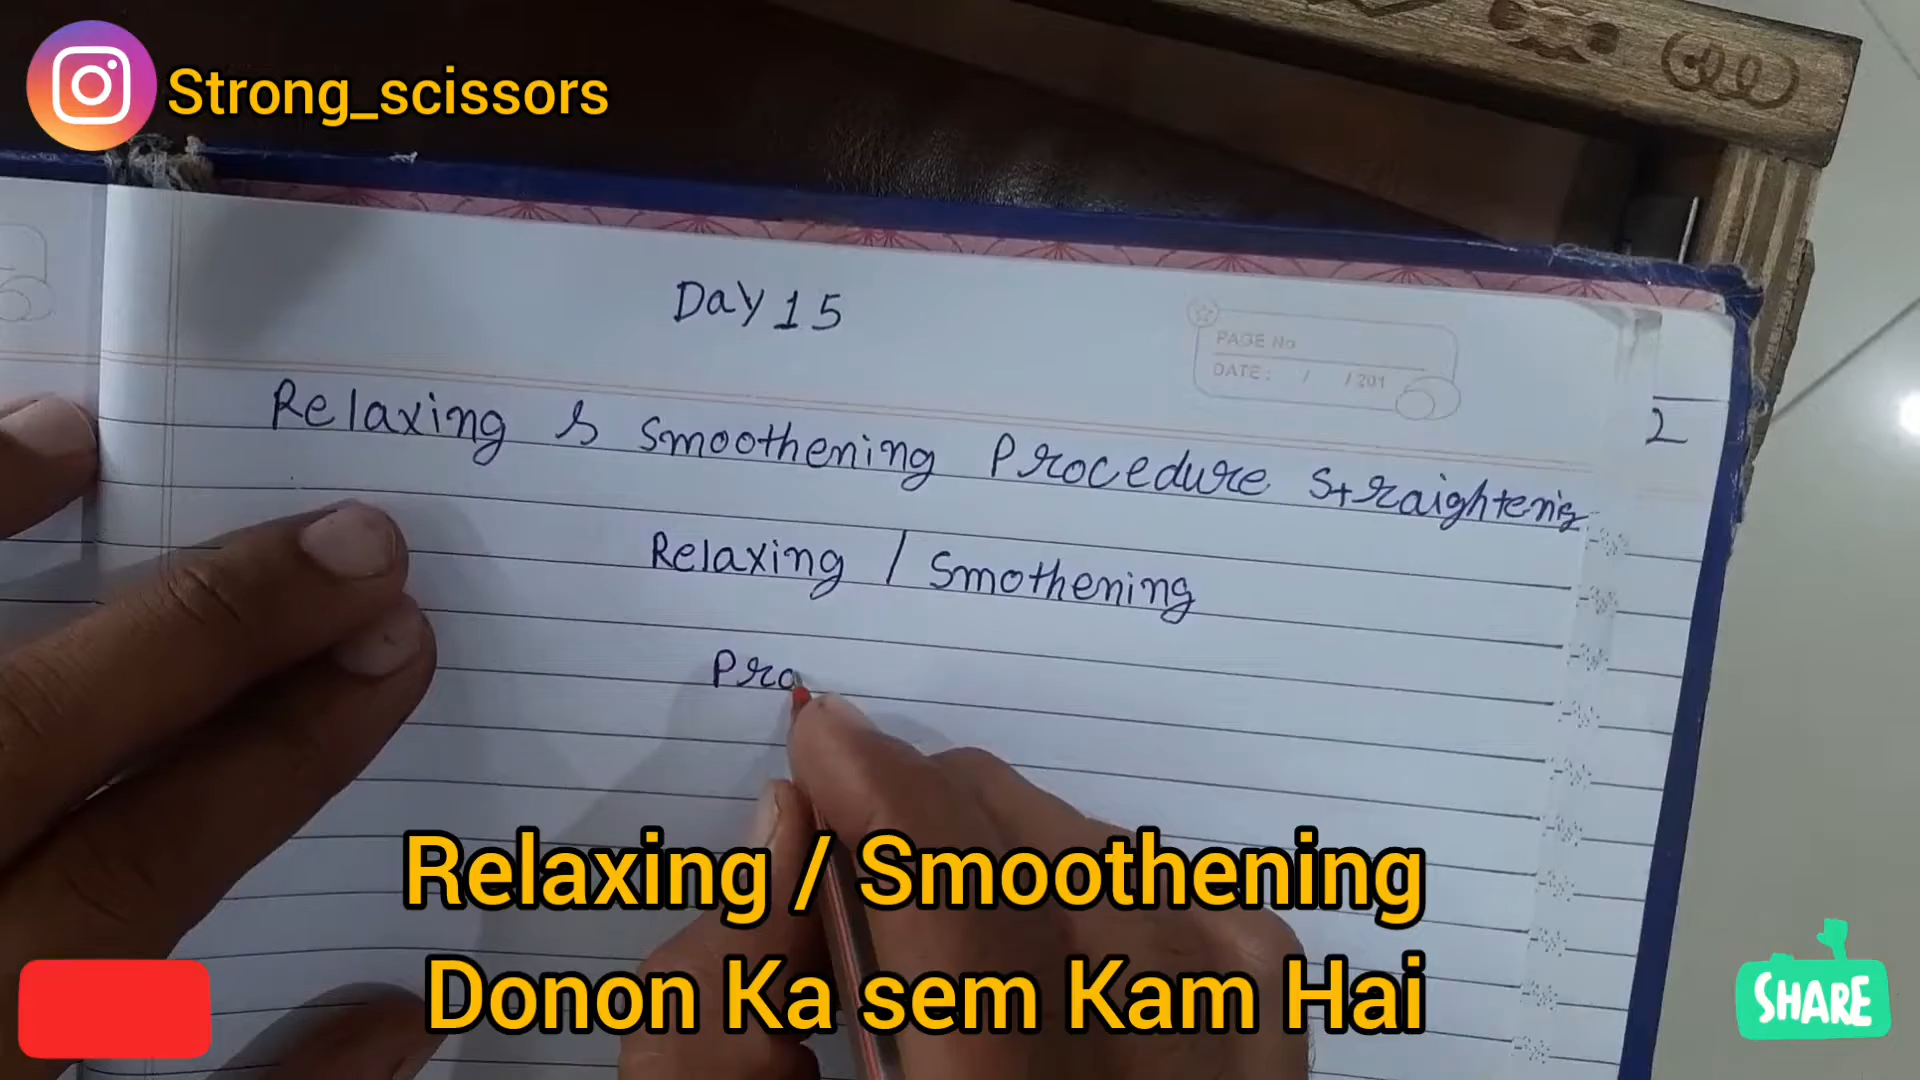 Strong_scissors
Day 15
PAGE No
DATE: / / 201
Relaxing & Smoothening Procedure Straightenig
2
Relaxing / Smothening
Pro
Relaxing / Smoothening
Donon Ka sem Kam Hai
SHARE